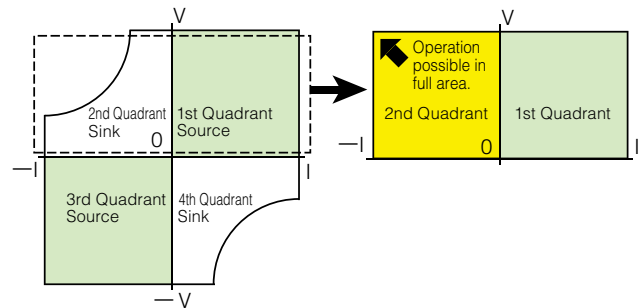 V
2nd Quadrant
Sink
1st Quadrant
Source
0
—I
I
3rd Quadrant
Source
4th Quadrant
Sink
— V
V
Operation
possible in
full area.
2nd Quadrant
1st Quadrant
0
—I
I